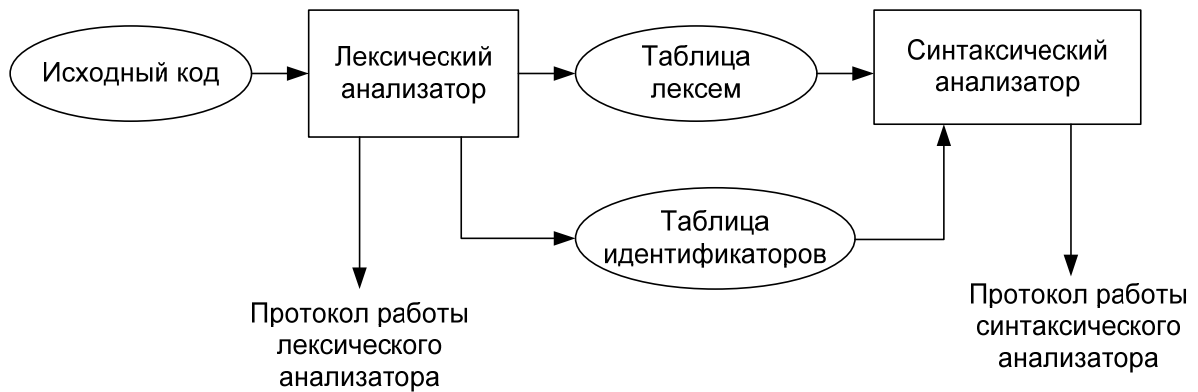 Исходный код
Лексический
анализатор
Таблица
лексем
Синтаксический
анализатор
Таблица
идентификаторов
Протокол работы
лексического
анализатора
Протокол работы
синтаксического
анализатора